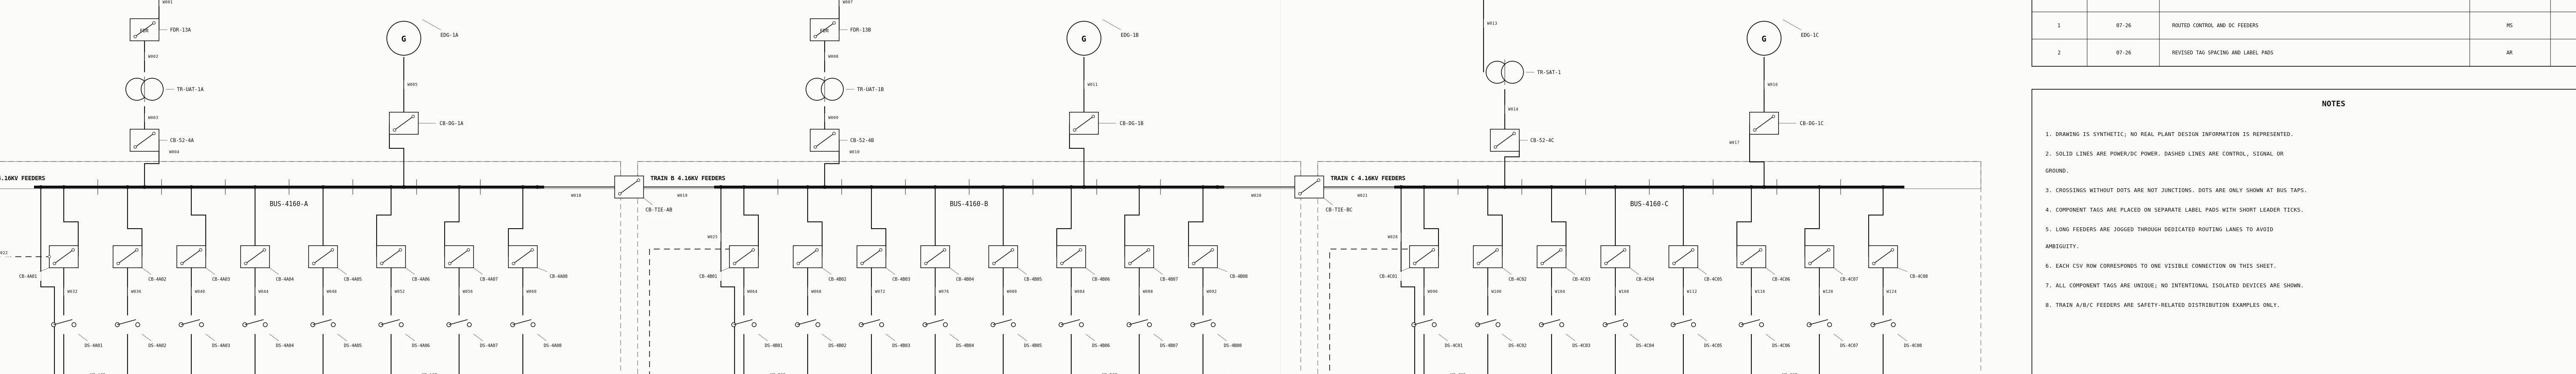 W001
W007
FDR
FDR-13A
EDG-1A
G
FDR
FDR-13B
EDG-1B
G
W013
EDG-1C
G
1 07-26 ROUTED CONTROL AND DC FEEDERS MS
2 07-26 REVISED TAG SPACING AND LABEL PADS AR
W002
W008
TR-SAT-1
TR-UAT-1A
W005
TR-UAT-1B
W011
W016
W003
W009
W014
CB-DG-1A
CB-DG-1B
CB-DG-1C
CB-52-4A
CB-52-4B
CB-52-4C
W017
W004
W010
4.16KV FEEDERS
TRAIN B 4.16KV FEEDERS
TRAIN C 4.16KV FEEDERS
W018
W019
W020
W021
BUS-4160-A
BUS-4160-B
BUS-4160-C
CB-TIE-AB
CB-TIE-BC
W025
W028
CB-4A01
CB-4A02
CB-4A03
CB-4A04
CB-4A05
CB-4A06
CB-4A07
CB-4A08
CB-4B01
CB-4B02
CB-4B03
CB-4B04
CB-4B05
CB-4B06
CB-4B07
CB-4B08
CB-4C01
CB-4C02
CB-4C03
CB-4C04
CB-4C05
CB-4C06
CB-4C07
CB-4C08
W032
W036
W040
W044
W048
W052
W056
W060
W064
W068
W072
W076
W080
W084
W088
W092
W096
W100
W104
W108
W112
W116
W120
W124
DS-4A01
DS-4A02
DS-4A03
DS-4A04
DS-4A05
DS-4A06
DS-4A07
DS-4A08
DS-4B01
DS-4B02
DS-4B03
DS-4B04
DS-4B05
DS-4B06
DS-4B07
DS-4B08
DS-4C01
DS-4C02
DS-4C03
DS-4C04
DS-4C05
DS-4C06
DS-4C07
DS-4C08
NOTES
1. DRAWING IS SYNTHETIC; NO REAL PLANT DESIGN INFORMATION IS REPRESENTED.
2. SOLID LINES ARE POWER/DC POWER. DASHED LINES ARE CONTROL, SIGNAL OR
GROUND.
3. CROSSINGS WITHOUT DOTS ARE NOT JUNCTIONS. DOTS ARE ONLY SHOWN AT BUS TAPS.
4. COMPONENT TAGS ARE PLACED ON SEPARATE LABEL PADS WITH SHORT LEADER TICKS.
5. LONG FEEDERS ARE JOGGED THROUGH DEDICATED ROUTING LANES TO AVOID
AMBIGUITY.
6. EACH CSV ROW CORRESPONDS TO ONE VISIBLE CONNECTION ON THIS SHEET.
7. ALL COMPONENT TAGS ARE UNIQUE; NO INTENTIONAL ISOLATED DEVICES ARE SHOWN.
8. TRAIN A/B/C FEEDERS ARE SAFETY-RELATED DISTRIBUTION EXAMPLES ONLY.